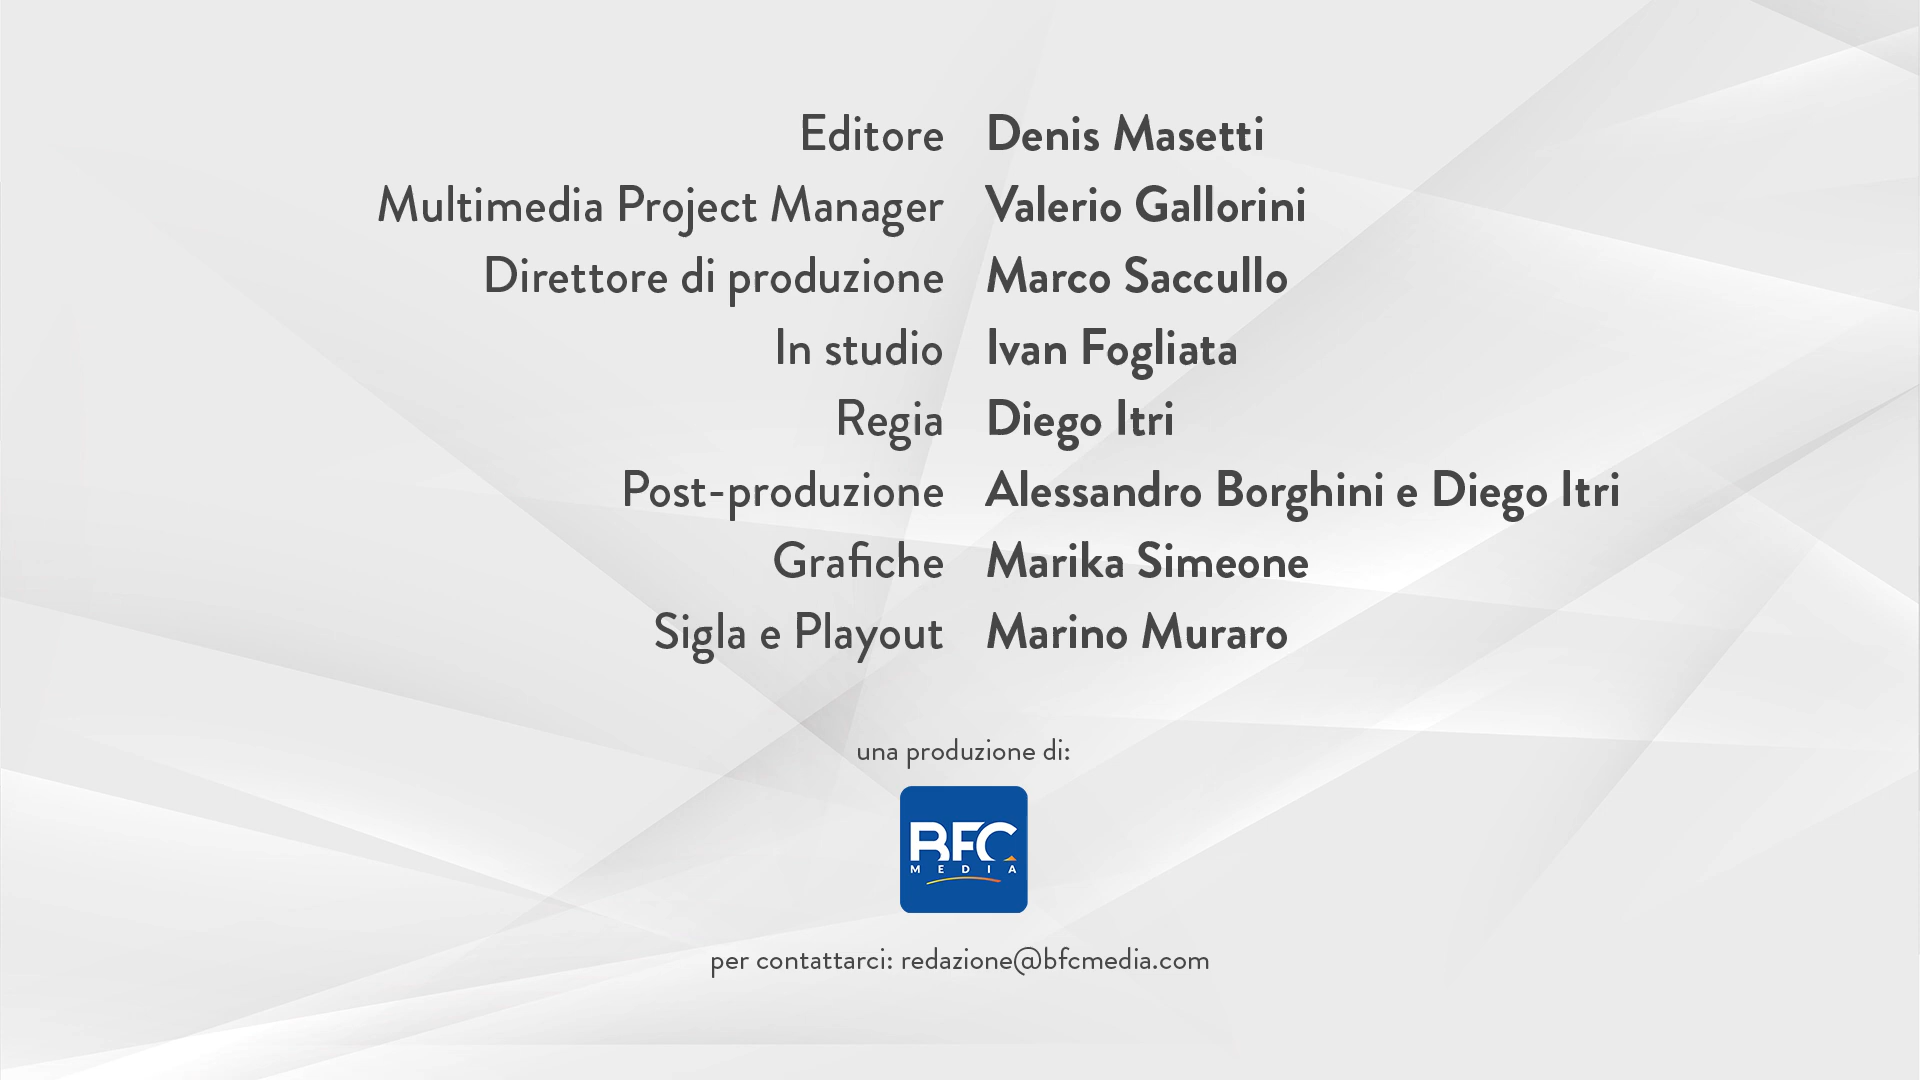 Editore Denis Masetti
Multimedia Project Manager Valerio Gallorini
Direttore di produzione Marco Saccullo
In studio Ivan Fogliata
Regia Diego Itri
Post-produzione Alessandro Borghini e Diego Itri
Grafiche Marika Simeone
Sigla e Playout Marino Muraro
una produzione di:
BFC
MEDIA
per contattarci: redazione@bfcmedia.com